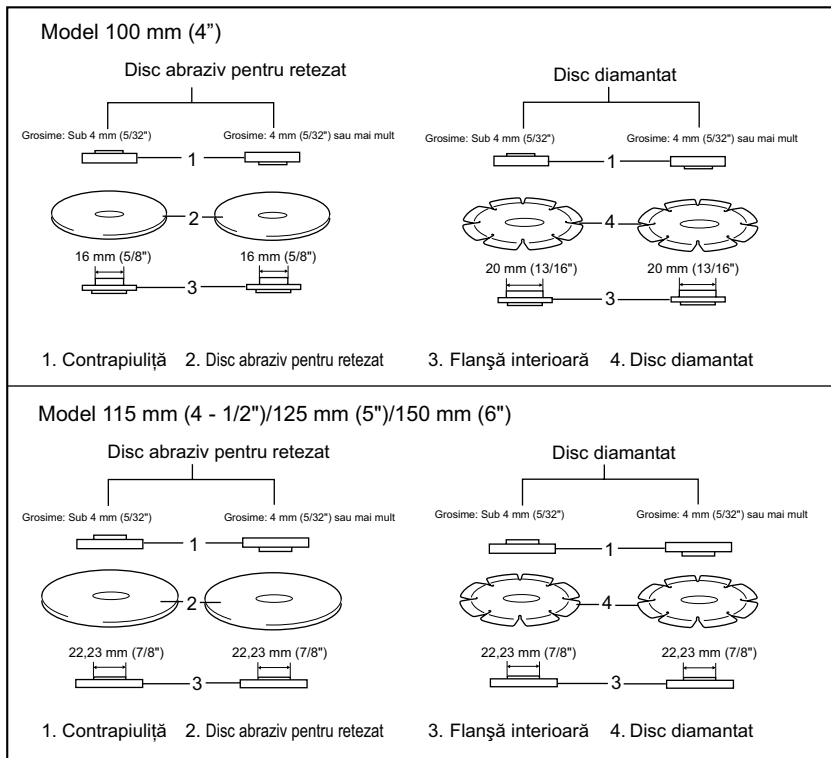 Model 100 mm (4”)
Disc abraziv pentru retezat
Disc diamantat
Grosime: Sub 4 mm (5/32")
Grosime: 4 mm (5/32") sau mai mult
Grosime: Sub 4 mm (5/32")
Grosime: 4 mm (5/32") sau mai mult
1
1
2
4
16 mm (5/8")
16 mm (5/8")
20 mm (13/16")
20 mm (13/16")
3
3
1. Contrapiuliţă 2. Disc abraziv pentru retezat 3. Flanşă interioară 4. Disc diamantat
Model 115 mm (4 - 1/2")/125 mm (5")/150 mm (6")
Disc abraziv pentru retezat
Disc diamantat
Grosime: Sub 4 mm (5/32")
Grosime: 4 mm (5/32") sau mai mult
Grosime: Sub 4 mm (5/32")
Grosime: 4 mm (5/32") sau mai mult
1
1
2
4
22,23 mm (7/8")
22,23 mm (7/8")
22,23 mm (7/8")
22,23 mm (7/8")
3
3
1. Contrapiuliţă 2. Disc abraziv pentru retezat 3. Flanşă interioară 4. Disc diamantat